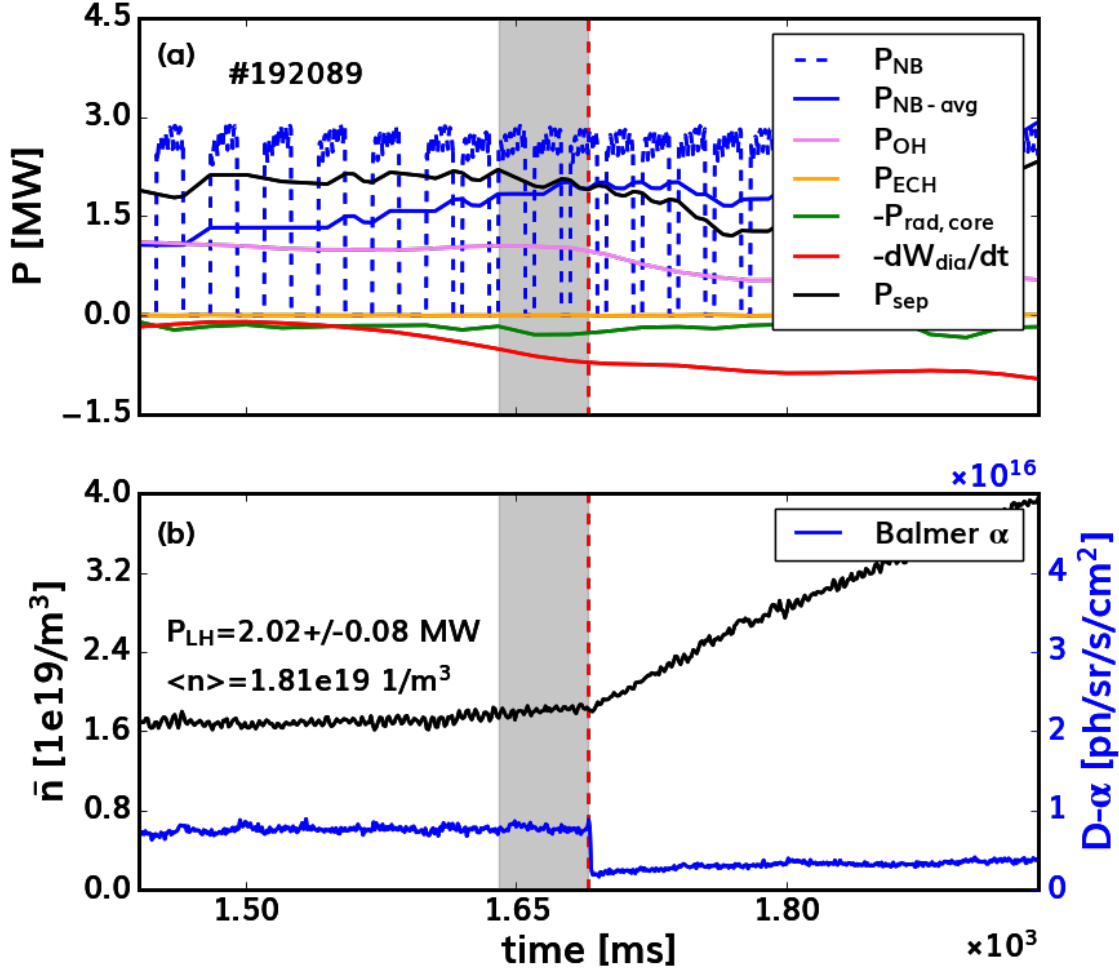 (a)
#192089
P [MW]
4.5
3.0
1.5
0.0
−1.5
P_NB
P_NB - avg
P_OH
P_ECH
-P_rad, core
-dW_dia/dt
P_sep
×10^16
(b)
Balmer α
n̄ [1e19/m^3]
4.0
3.2
2.4
1.6
0.8
0.0
P_LH=2.02+/-0.08 MW
<n>=1.81e19 1/m^3
4
3
2
1
0
D-α [ph/sr/s/cm^2]
1.50
1.65
1.80
time [ms]
×10^3